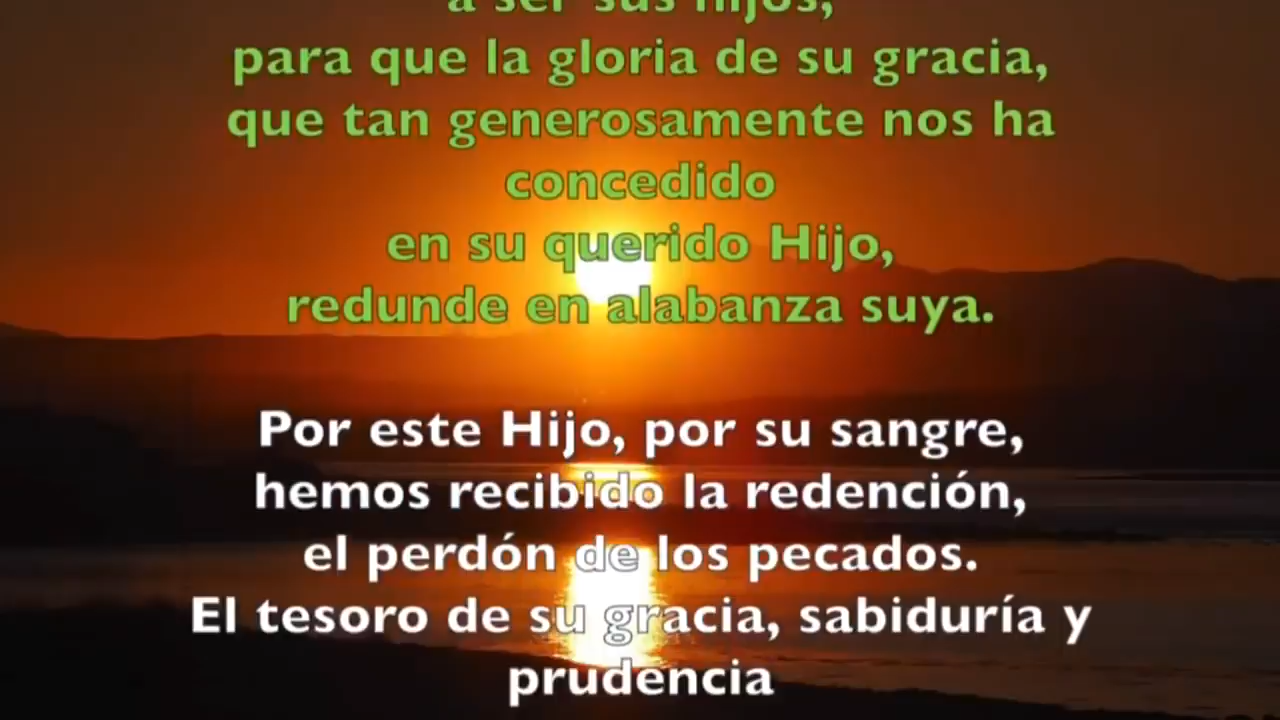 a ser sus hijos,
para que la gloria de su gracia,
que tan generosamente nos ha
concedido
en su querido Hijo,
redunde en alabanza suya.
Por este Hijo, por su sangre,
hemos recibido la redención,
el perdón de los pecados.
El tesoro de su gracia, sabiduría y
prudencia